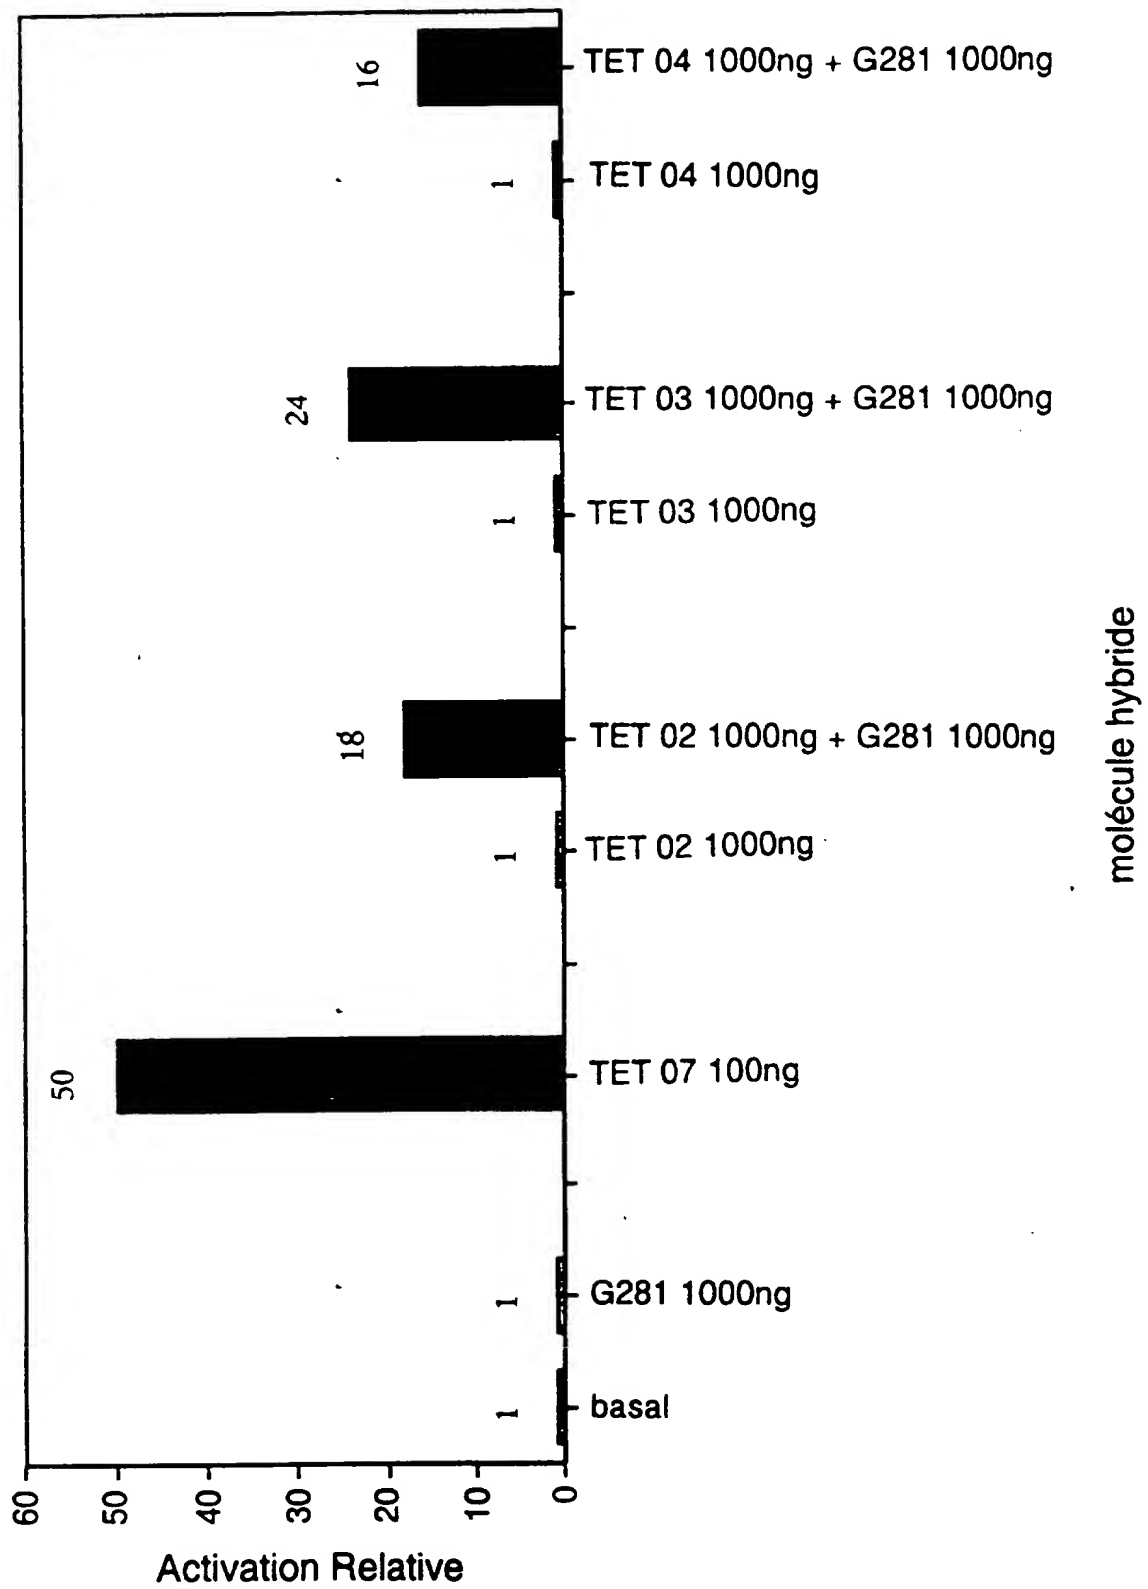 16
TET 04 1000ng + G281 1000ng
1
TET 04 1000ng
24
TET 03 1000ng + G281 1000ng
1
TET 03 1000ng
18
TET 02 1000ng + G281 1000ng
1
TET 02 1000ng
50
TET 07 100ng
1
G281 1000ng
1
basal
60
50
40
30
20
10
0
Activation Relative
molécule hybride